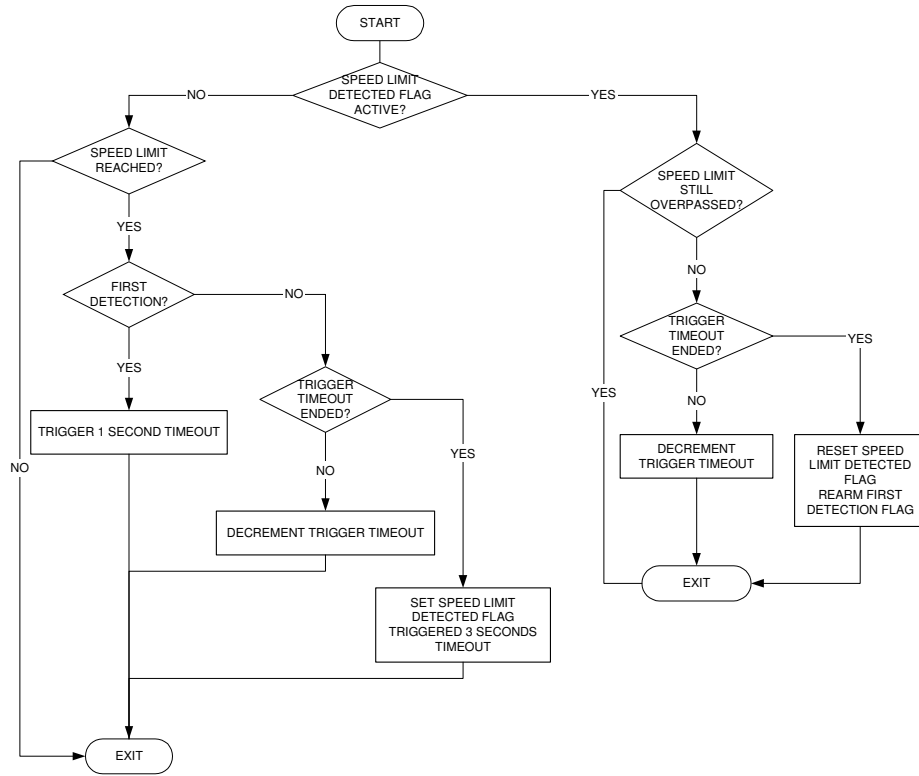 START
SPEED LIMIT
DETECTED FLAG
ACTIVE?
NO
YES
SPEED LIMIT
REACHED?
SPEED LIMIT
STILL
OVERPASSED?
YES
NO
FIRST
DETECTION?
NO
TRIGGER
TIMEOUT
ENDED?
YES
YES
TRIGGER
TIMEOUT
ENDED?
YES
NO
TRIGGER 1 SECOND TIMEOUT
YES
NO
NO
DECREMENT
TRIGGER TIMEOUT
RESET SPEED
LIMIT DETECTED
FLAG
REARM FIRST
DETECTION FLAG
DECREMENT TRIGGER TIMEOUT
EXIT
SET SPEED LIMIT
DETECTED FLAG
TRIGGERED 3 SECONDS
TIMEOUT
EXIT